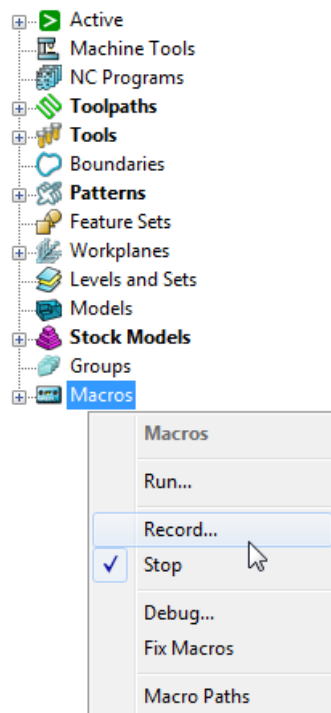 Active
Machine Tools
NC Programs
Toolpaths
Tools
Boundaries
Patterns
Feature Sets
Workplanes
Levels and Sets
Models
Stock Models
Groups
Macros
Macros
Run...
Record...
Stop
Debug...
Fix Macros
Macro Paths